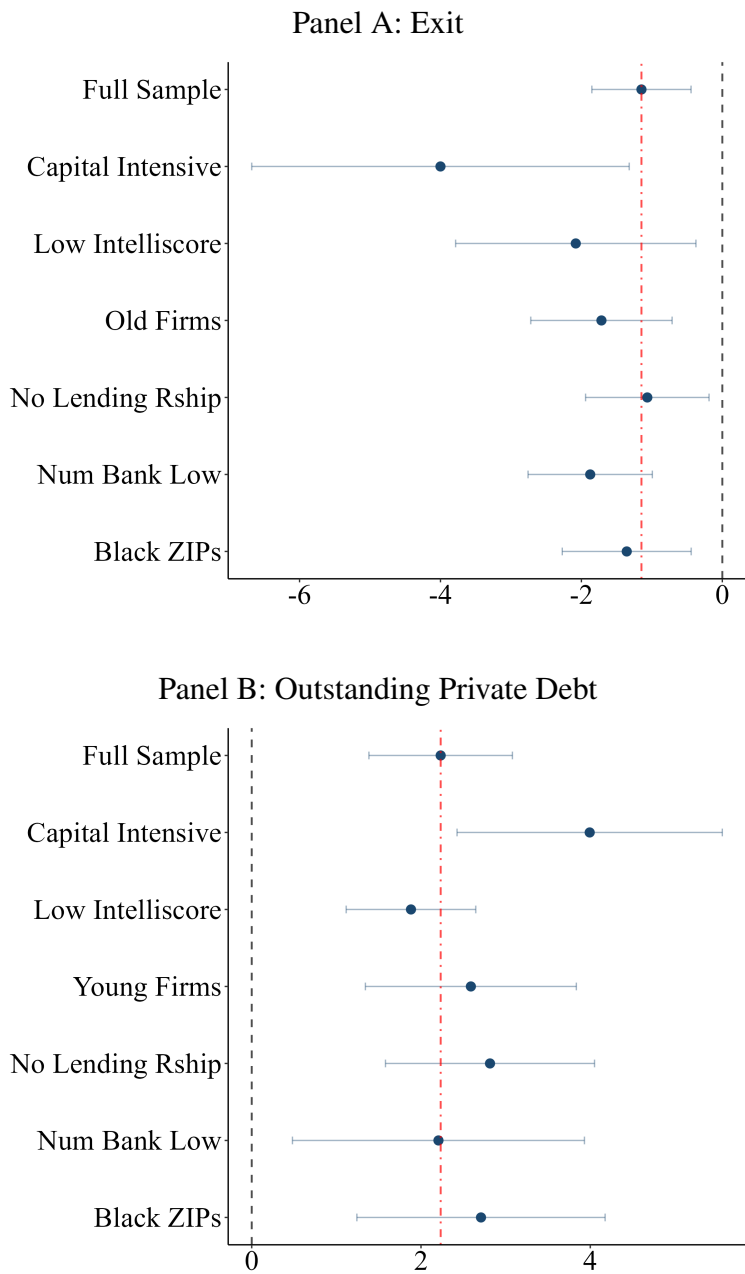 Panel A: Exit
Full Sample
Capital Intensive
Low Intelliscore
Old Firms
No Lending Rship
Num Bank Low
Black ZIPs
-6 -4 -2 0
Panel B: Outstanding Private Debt
Full Sample
Capital Intensive
Low Intelliscore
Young Firms
No Lending Rship
Num Bank Low
Black ZIPs
0 2 4